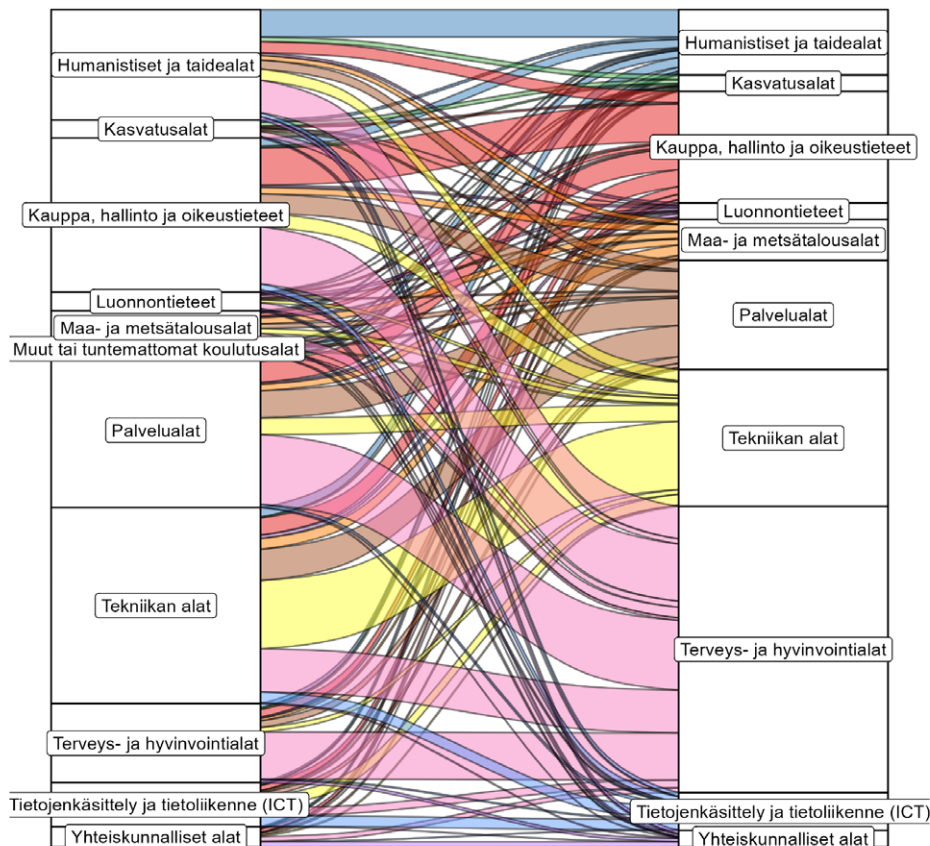 Humanistiset ja taidealat
Kasvatusalat
Kauppa, hallinto ja oikeustieteet
Luonnontieteet
Maa- ja metsätalousalat
Muut tai tuntemattomat koulutusalat
Palvelualat
Tekniikan alat
Terveys- ja hyvinvointialat
Tietojenkäsittely ja tietoliikenne (ICT)
Yhteiskunnalliset alat
Humanistiset ja taidealat
Kasvatusalat
Kauppa, hallinto ja oikeustieteet
Luonnontieteet
Maa- ja metsätalousalat
Palvelualat
Tekniikan alat
Terveys- ja hyvinvointialat
Tietojenkäsittely ja tietoliikenne (ICT)
Yhteiskunnalliset alat